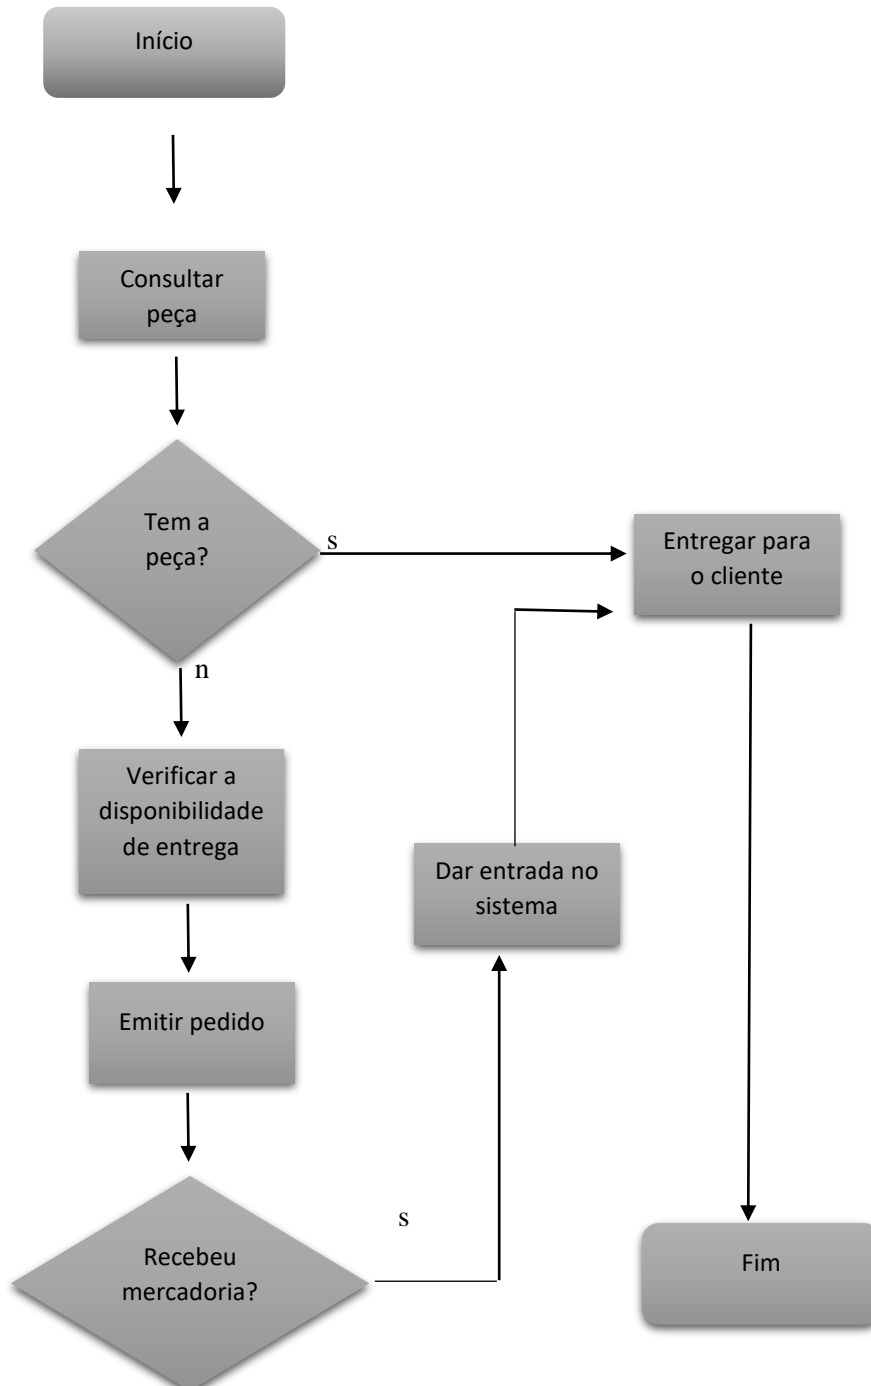 Início
Consultar
peça
Tem a
peça?
s
Entregar para
o cliente
n
Verificar a
disponibilidade
de entrega
Dar entrada no
sistema
Emitir pedido
s
Recebeu
mercadoria?
Fim